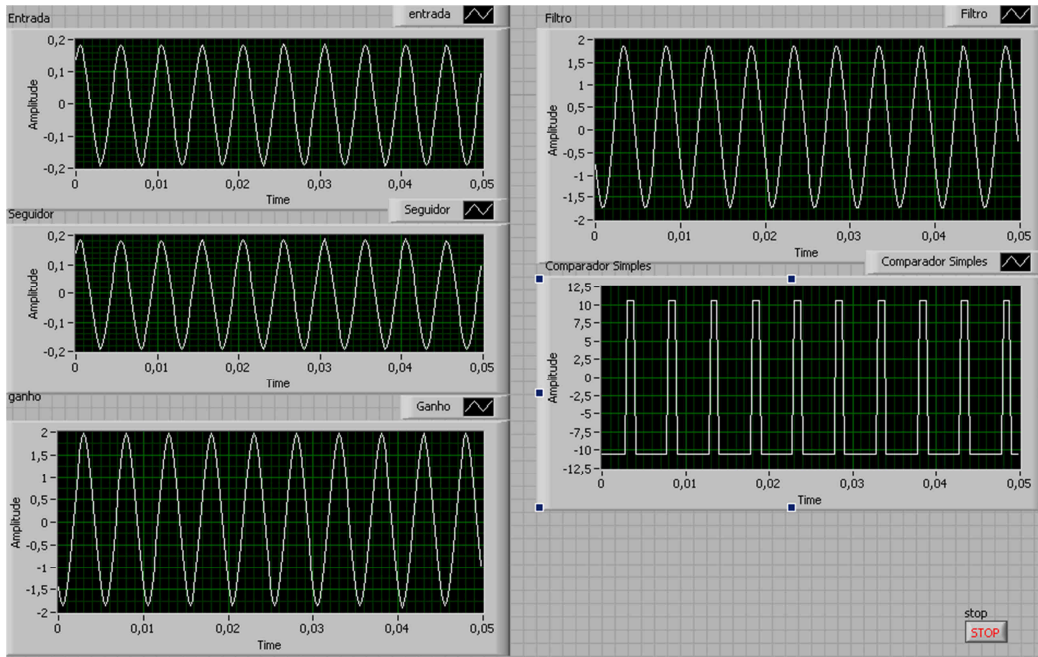 Entrada
entrada
0,2
0,1
0
-0,1
-0,2
Amplitude
0 0,01 0,02 0,03 0,04 0,05
Time
Seguidor
Seguidor
0,2
0,1
0
-0,1
-0,2
Amplitude
0 0,01 0,02 0,03 0,04 0,05
Time
ganho
Ganho
2
1,5
1
0,5
0
-0,5
-1
-1,5
-2
Amplitude
0 0,01 0,02 0,03 0,04 0,05
Time
Filtro
Filtro
2
1,5
1
0,5
0
-0,5
-1
-1,5
-2
Amplitude
0 0,01 0,02 0,03 0,04 0,05
Time
Comparador Simples
Comparador Simples
12,5
10
7,5
5
2,5
0
-2,5
-5
-7,5
-10
-12,5
Amplitude
0 0,01 0,02 0,03 0,04 0,05
Time
stop
STOP